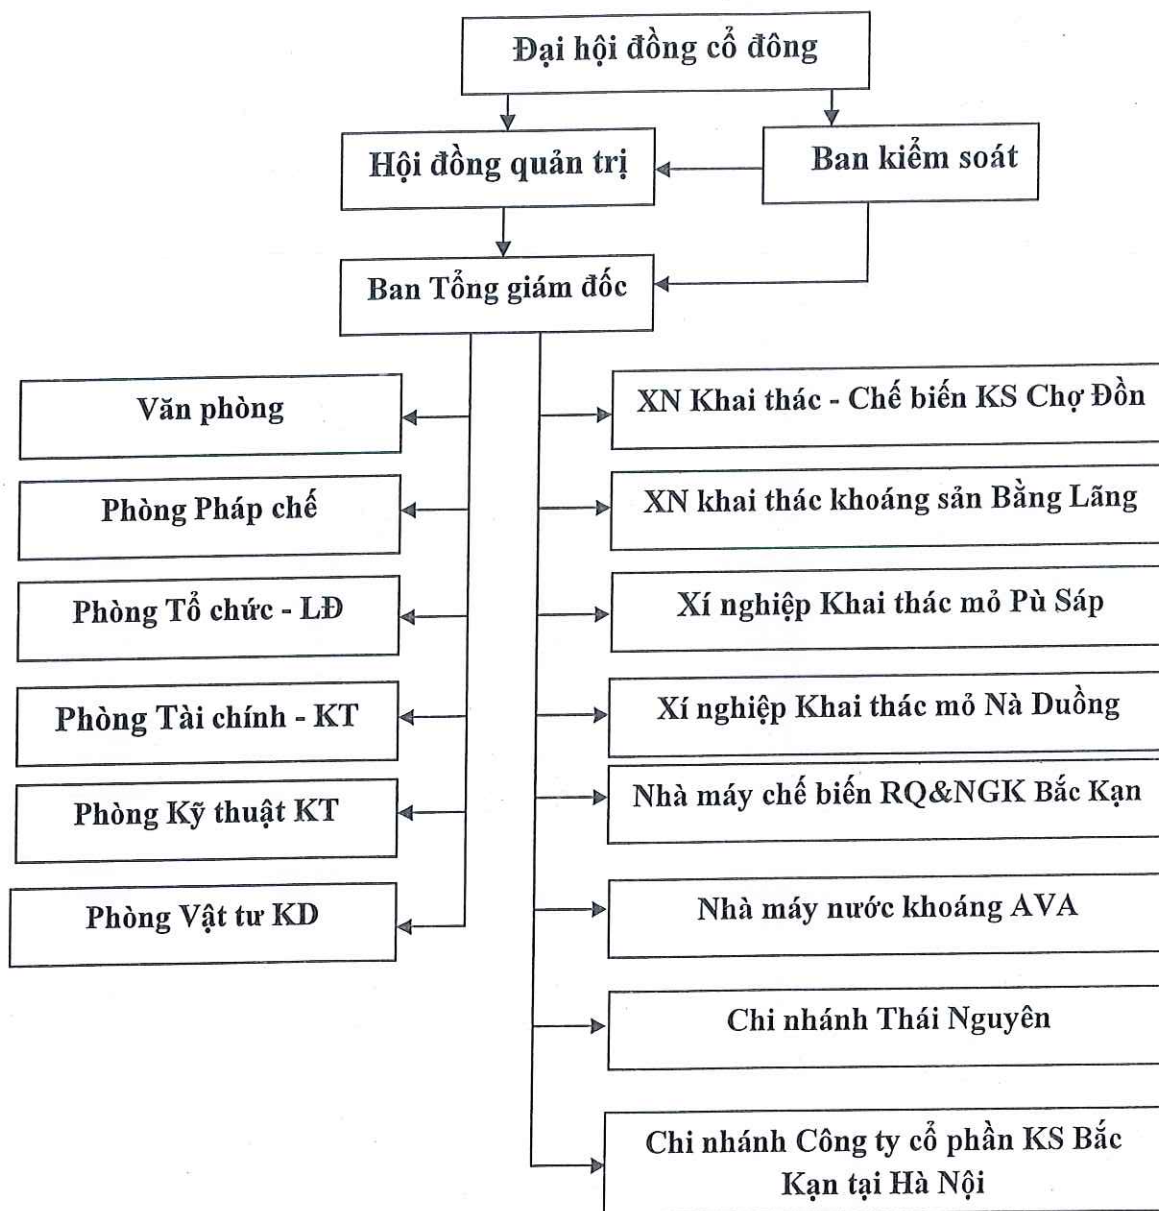 Đại hội đồng cổ đông
Hội đồng quản trị
Ban kiểm soát
Ban Tổng giám đốc
Văn phòng
Phòng Pháp chế
Phòng Tổ chức - LĐ
Phòng Tài chính - KT
Phòng Kỹ thuật KT
Phòng Vật tư KD
XN Khai thác - Chế biến KS Chợ Đồn
XN khai thác khoáng sản Bằng Lãng
Xí nghiệp Khai thác mỏ Pù Sáp
Xí nghiệp Khai thác mỏ Nà Duồng
Nhà máy chế biến RQ&NGK Bắc Kạn
Nhà máy nước khoáng AVA
Chi nhánh Thái Nguyên
Chi nhánh Công ty cổ phần KS Bắc
Kạn tại Hà Nội